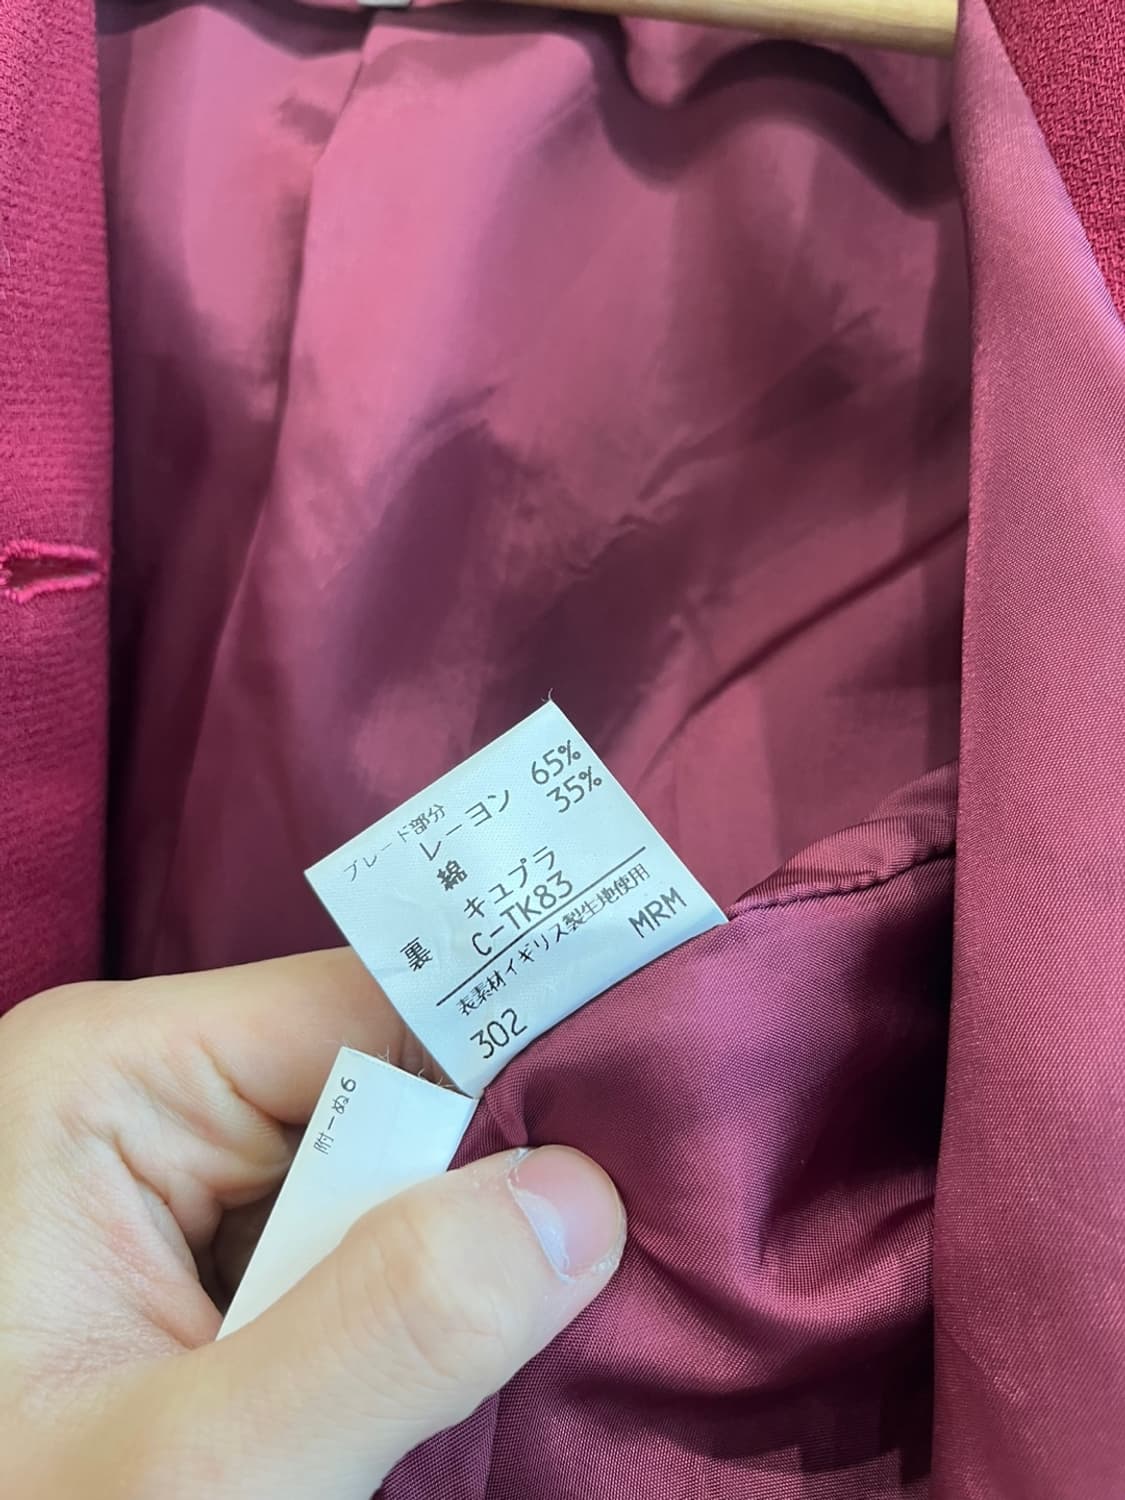 ブレード部分
レーヨン 65%
綿 35%
裏 キュプラ
C-TK83
表素材イギリス製生地使用
302 MRM
附ーぬ6